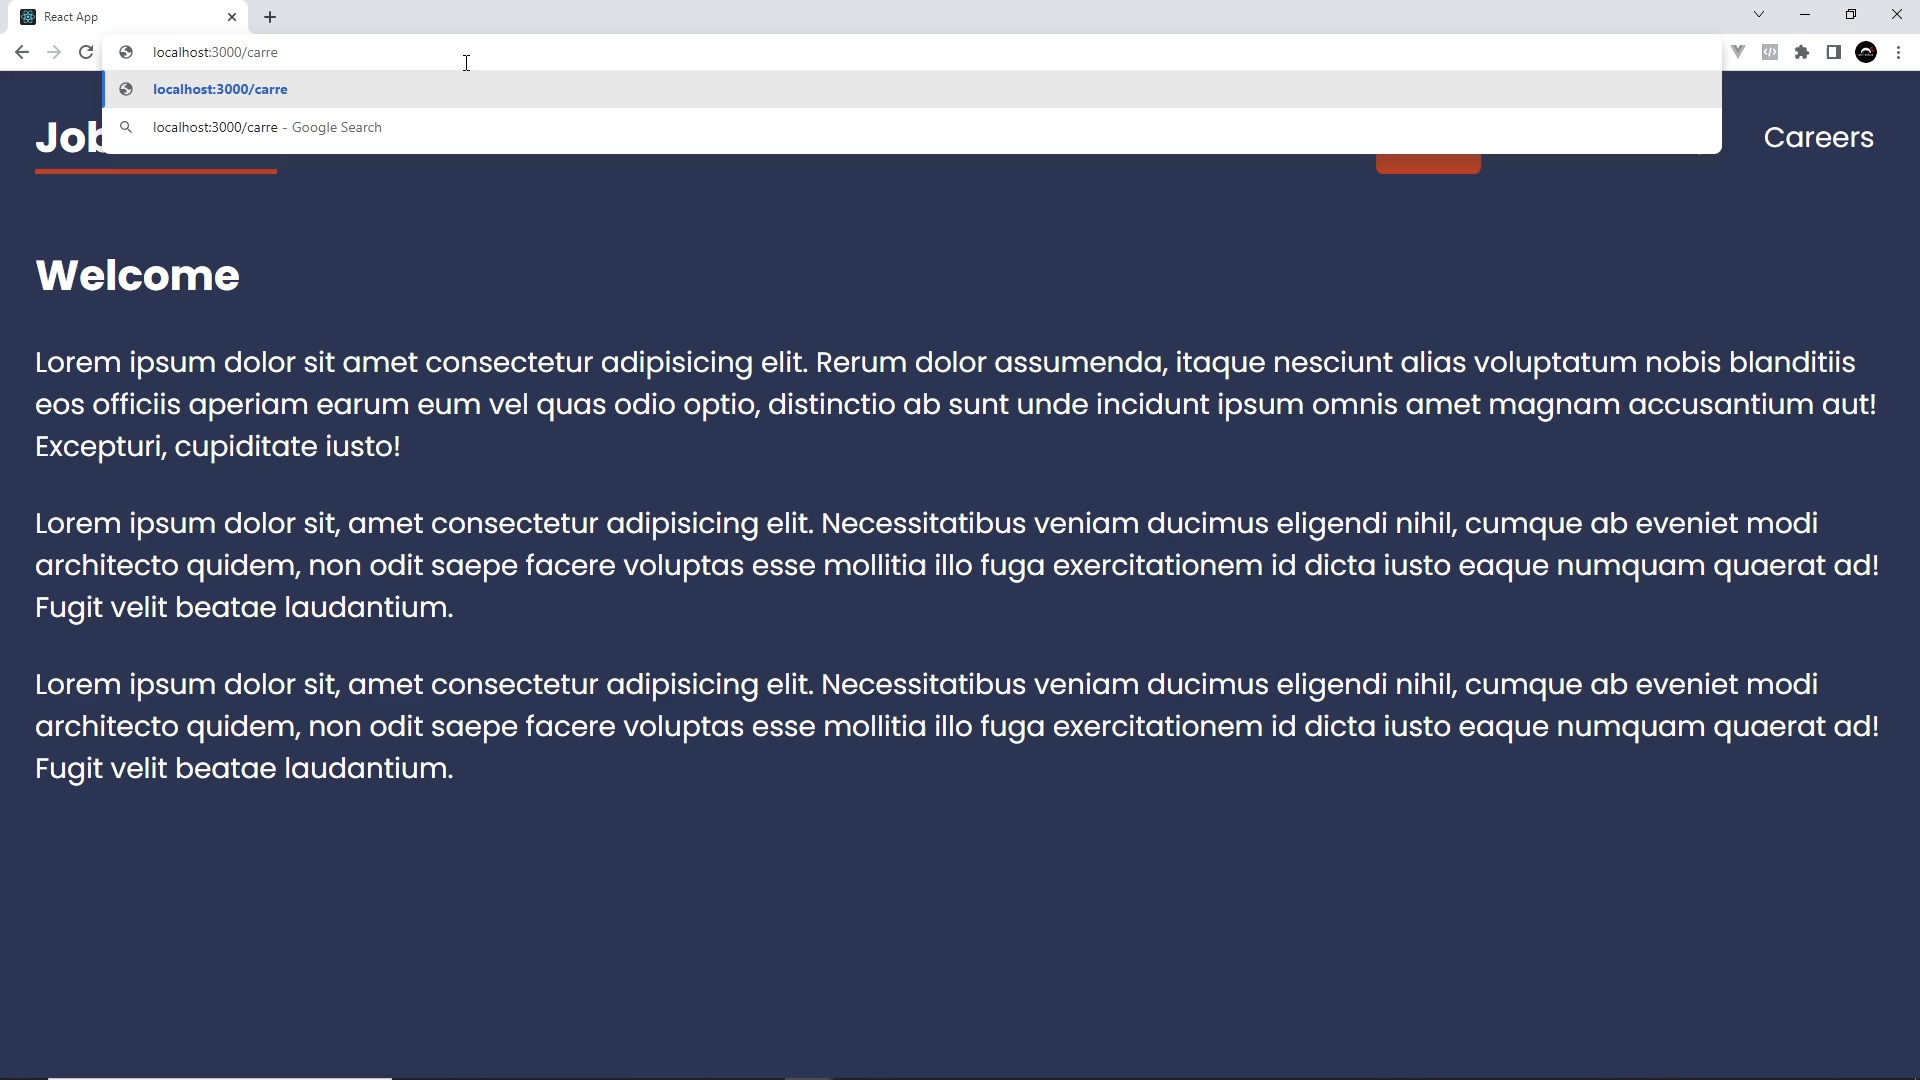 React App
localhost:3000/carre
localhost:3000/carre
localhost:3000/carre - Google Search
Job
Careers
Welcome
Lorem ipsum dolor sit amet consectetur adipisicing elit. Rerum dolor assumenda, itaque nesciunt alias voluptatum nobis blanditiis
eos officiis aperiam earum eum vel quas odio optio, distinctio ab sunt unde incidunt ipsum omnis amet magnam accusantium aut!
Excepturi, cupiditate iusto!
Lorem ipsum dolor sit, amet consectetur adipisicing elit. Necessitatibus veniam ducimus eligendi nihil, cumque ab eveniet modi
architecto quidem, non odit saepe facere voluptas esse mollitia illo fuga exercitationem id dicta iusto eaque numquam quaerat ad!
Fugit velit beatae laudantium.
Lorem ipsum dolor sit, amet consectetur adipisicing elit. Necessitatibus veniam ducimus eligendi nihil, cumque ab eveniet modi
architecto quidem, non odit saepe facere voluptas esse mollitia illo fuga exercitationem id dicta iusto eaque numquam quaerat ad!
Fugit velit beatae laudantium.